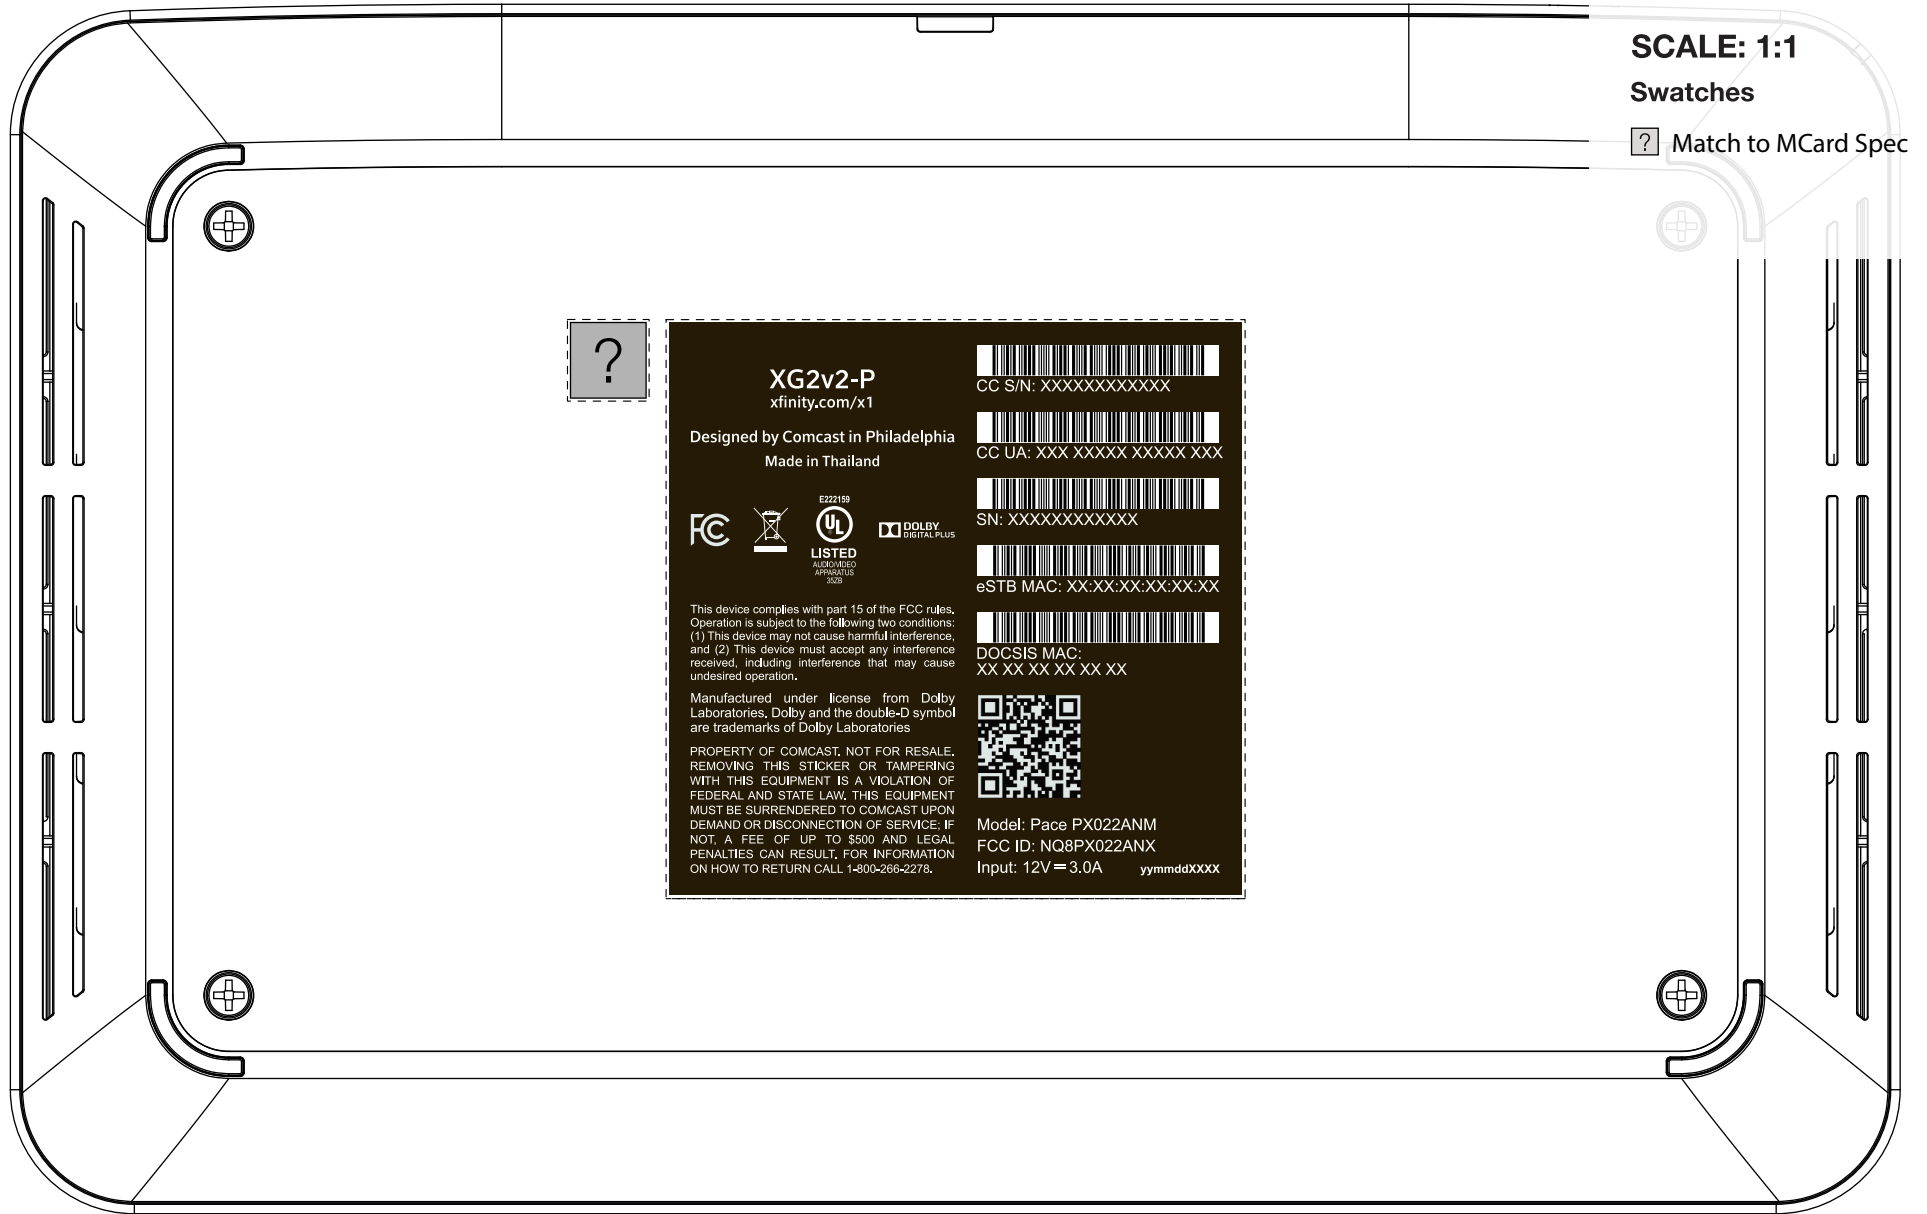 SCALE: 1:1
Swatches
? Match to MCard Spec
?
XG2v2-P
xfinity.com/x1
Designed by Comcast in Philadelphia
Made in Thailand
FC
E222159
UL
LISTED
AUDIO/VIDEO
APPARATUS
35ZB
DOLBY
DIGITAL PLUS
This device complies with part 15 of the FCC rules.
Operation is subject to the following two conditions:
(1) This device may not cause harmful interference,
and (2) This device must accept any interference
received, including interference that may cause
undesired operation.
Manufactured under license from Dolby
Laboratories. Dolby and the double-D symbol
are trademarks of Dolby Laboratories
PROPERTY OF COMCAST. NOT FOR RESALE.
REMOVING THIS STICKER OR TAMPERING
WITH THIS EQUIPMENT IS A VIOLATION OF
FEDERAL AND STATE LAW. THIS EQUIPMENT
MUST BE SURRENDERED TO COMCAST UPON
DEMAND OR DISCONNECTION OF SERVICE; IF
NOT, A FEE OF UP TO $500 AND LEGAL
PENALTIES CAN RESULT. FOR INFORMATION
ON HOW TO RETURN CALL 1-800-266-2278.
CC S/N: XXXXXXXXXXXX
CC UA: XXX XXXXX XXXXX XXX
SN: XXXXXXXXXXXX
eSTB MAC: XX:XX:XX:XX:XX:XX
DOCSIS MAC:
XX XX XX XX XX XX
Model: Pace PX022ANM
FCC ID: NQ8PX022ANX
Input: 12V⎓3.0A yymmddXXXX